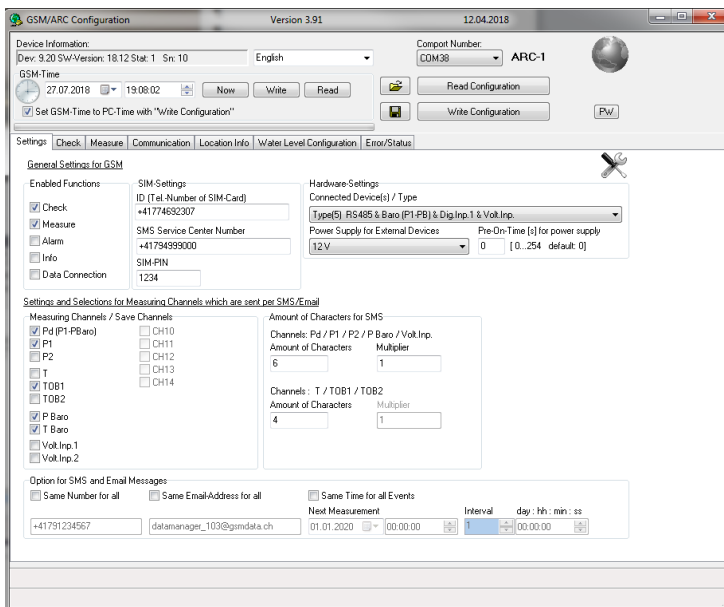 GSM/ARC Configuration Version 3.91 12.04.2018
Device Information:
Dev: 9.20 SW-Version: 18.12 Stat: 1 Sn: 10
English
Comport Number:
COM38
ARC-1
GSM-Time
27.07.2018
19:08:02
Now
Write
Read
Set GSM-Time to PC-Time with "Write Configuration"
Read Configuration
Write Configuration
PW
Settings Check Measure Communication Location Info Water Level Configuration Error/Status
General Settings for GSM
Enabled Functions
Check
Measure
Alarm
Info
Data Connection
SIM-Settings
ID (Tel.-Number of SIM-Card)
+41774692307
SMS Service Center Number
+41794999000
SIM-PIN
1234
Hardware-Settings
Connected Device(s) / Type
Type(5) RS485 & Baro (P1-PB) & Dig.Inp.1 & Volt.Inp.
Power Supply for External Devices
12 V
Pre-On-Time [s] for power supply
0 [ 0...254 default: 0]
Settings and Selections for Measuring Channels which are sent per SMS/Email
Measuring Channels / Save Channels
Pd (P1-PBaro)
P1
P2
T
TOB1
TOB2
P Baro
T Baro
Volt.Inp.1
Volt.Inp.2
CH10
CH11
CH12
CH13
CH14
Amount of Characters for SMS
Channels: Pd / P1 / P2 / P Baro / Volt.Inp.
Amount of Characters Multiplier
6 1
Channels : T / TOB1 / TOB2
Amount of Characters Multiplier
4 1
Option for SMS and Email Messages
Same Number for all
Same Email-Address for all
Same Time for all Events
Next Measurement
Interval day : hh : min : ss
+41791234567
datamanager_103@gsmdata.ch
01.01.2020 00:00:00 1 00:00:00